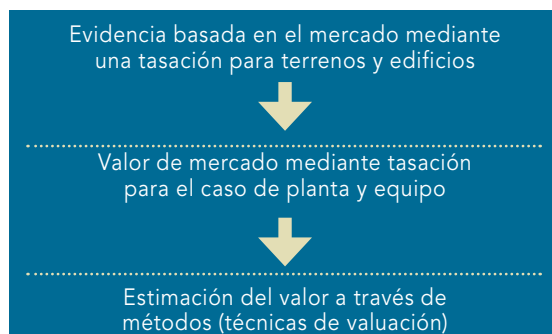 Evidencia basada en el mercado mediante
una tasación para terrenos y edificios
Valor de mercado mediante tasación
para el caso de planta y equipo
Estimación del valor a través de
métodos (técnicas de valuación)